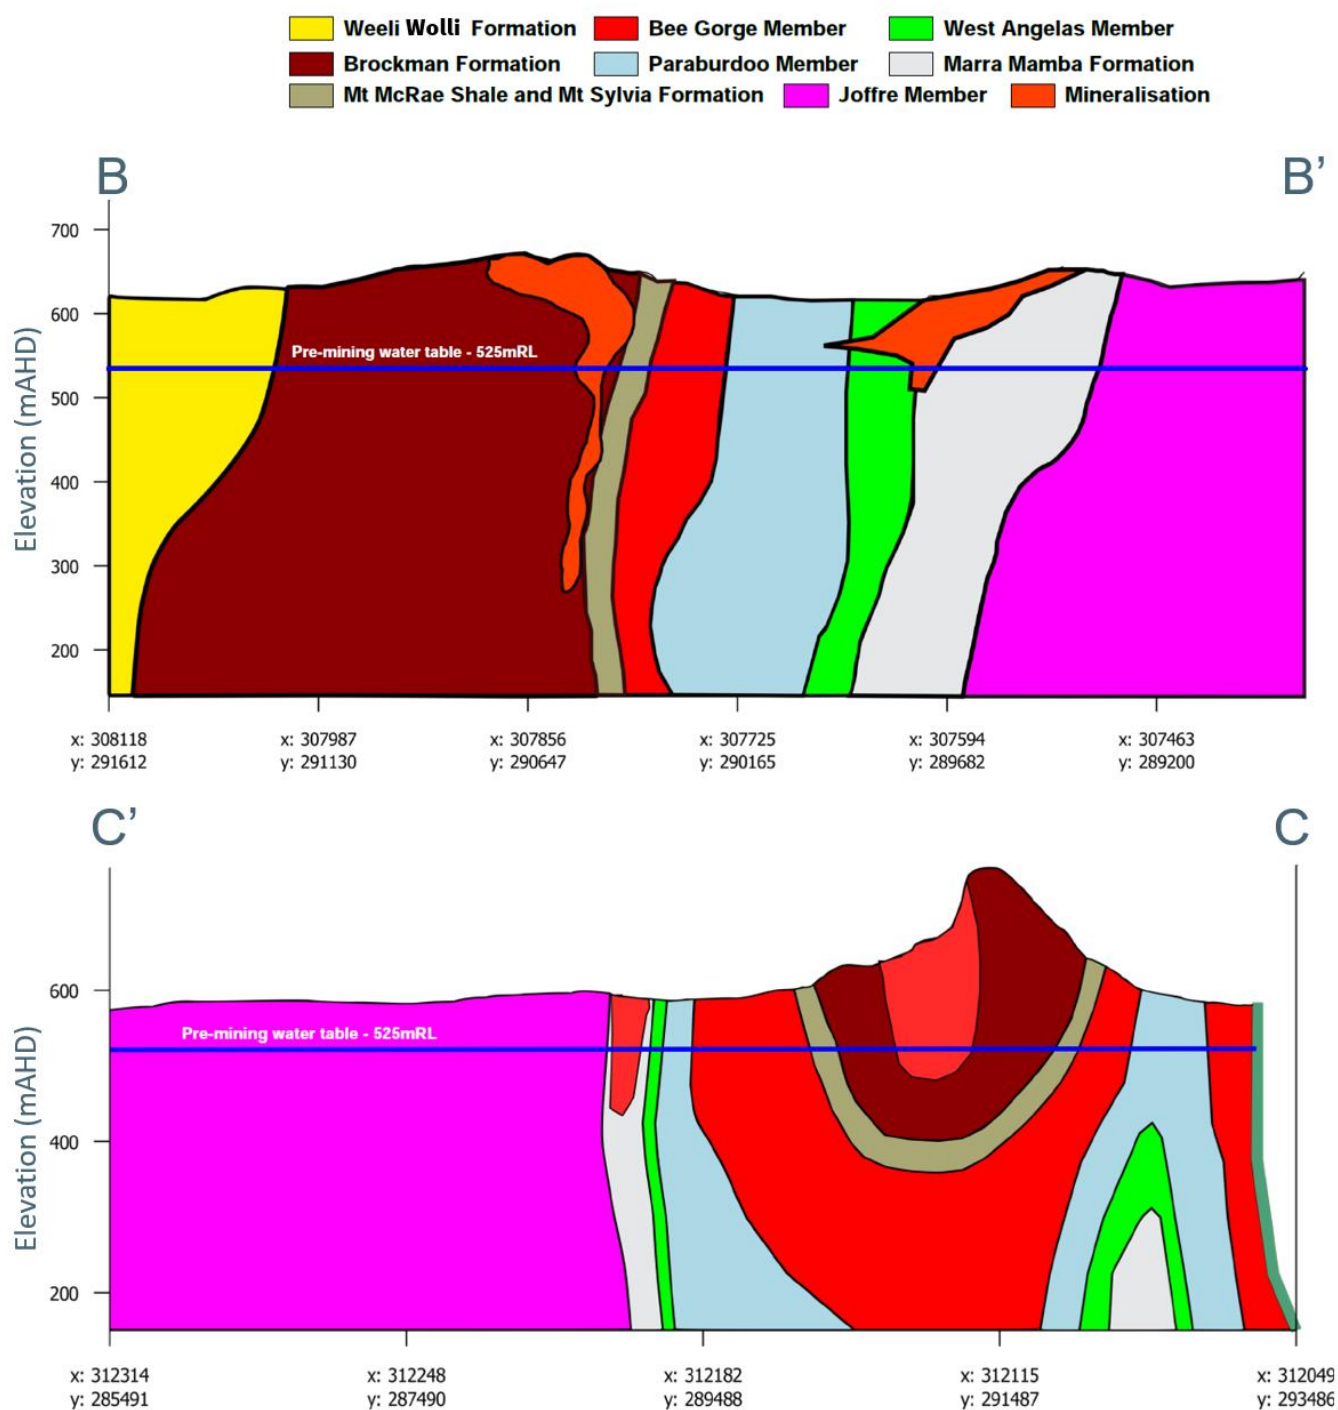 Weeli Wolli Formation Bee Gorge Member West Angelas Member
Brockman Formation Paraburdoo Member Marra Mamba Formation
Mt McRae Shale and Mt Sylvia Formation Joffre Member Mineralisation
B B’
700
600
500
400
300
200
Elevation (mAHD)
Pre-mining water table - 525mRL
x: 308118 x: 307987 x: 307856 x: 307725 x: 307594 x: 307463
y: 291612 y: 291130 y: 290647 y: 290165 y: 289682 y: 289200
C’ C
600
400
200
Elevation (mAHD)
Pre-mining water table - 525mRL
x: 312314 x: 312248 x: 312182 x: 312115 x: 312049
y: 285491 y: 287490 y: 289488 y: 291487 y: 293486